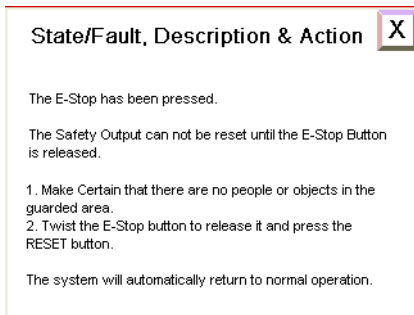 State/Fault, Description & Action
X
The E-Stop has been pressed.
The Safety Output can not be reset until the E-Stop Button
is released.
1. Make Certain that there are no people or objects in the
guarded area.
2. Twist the E-Stop button to release it and press the
RESET button.
The system will automatically return to normal operation.